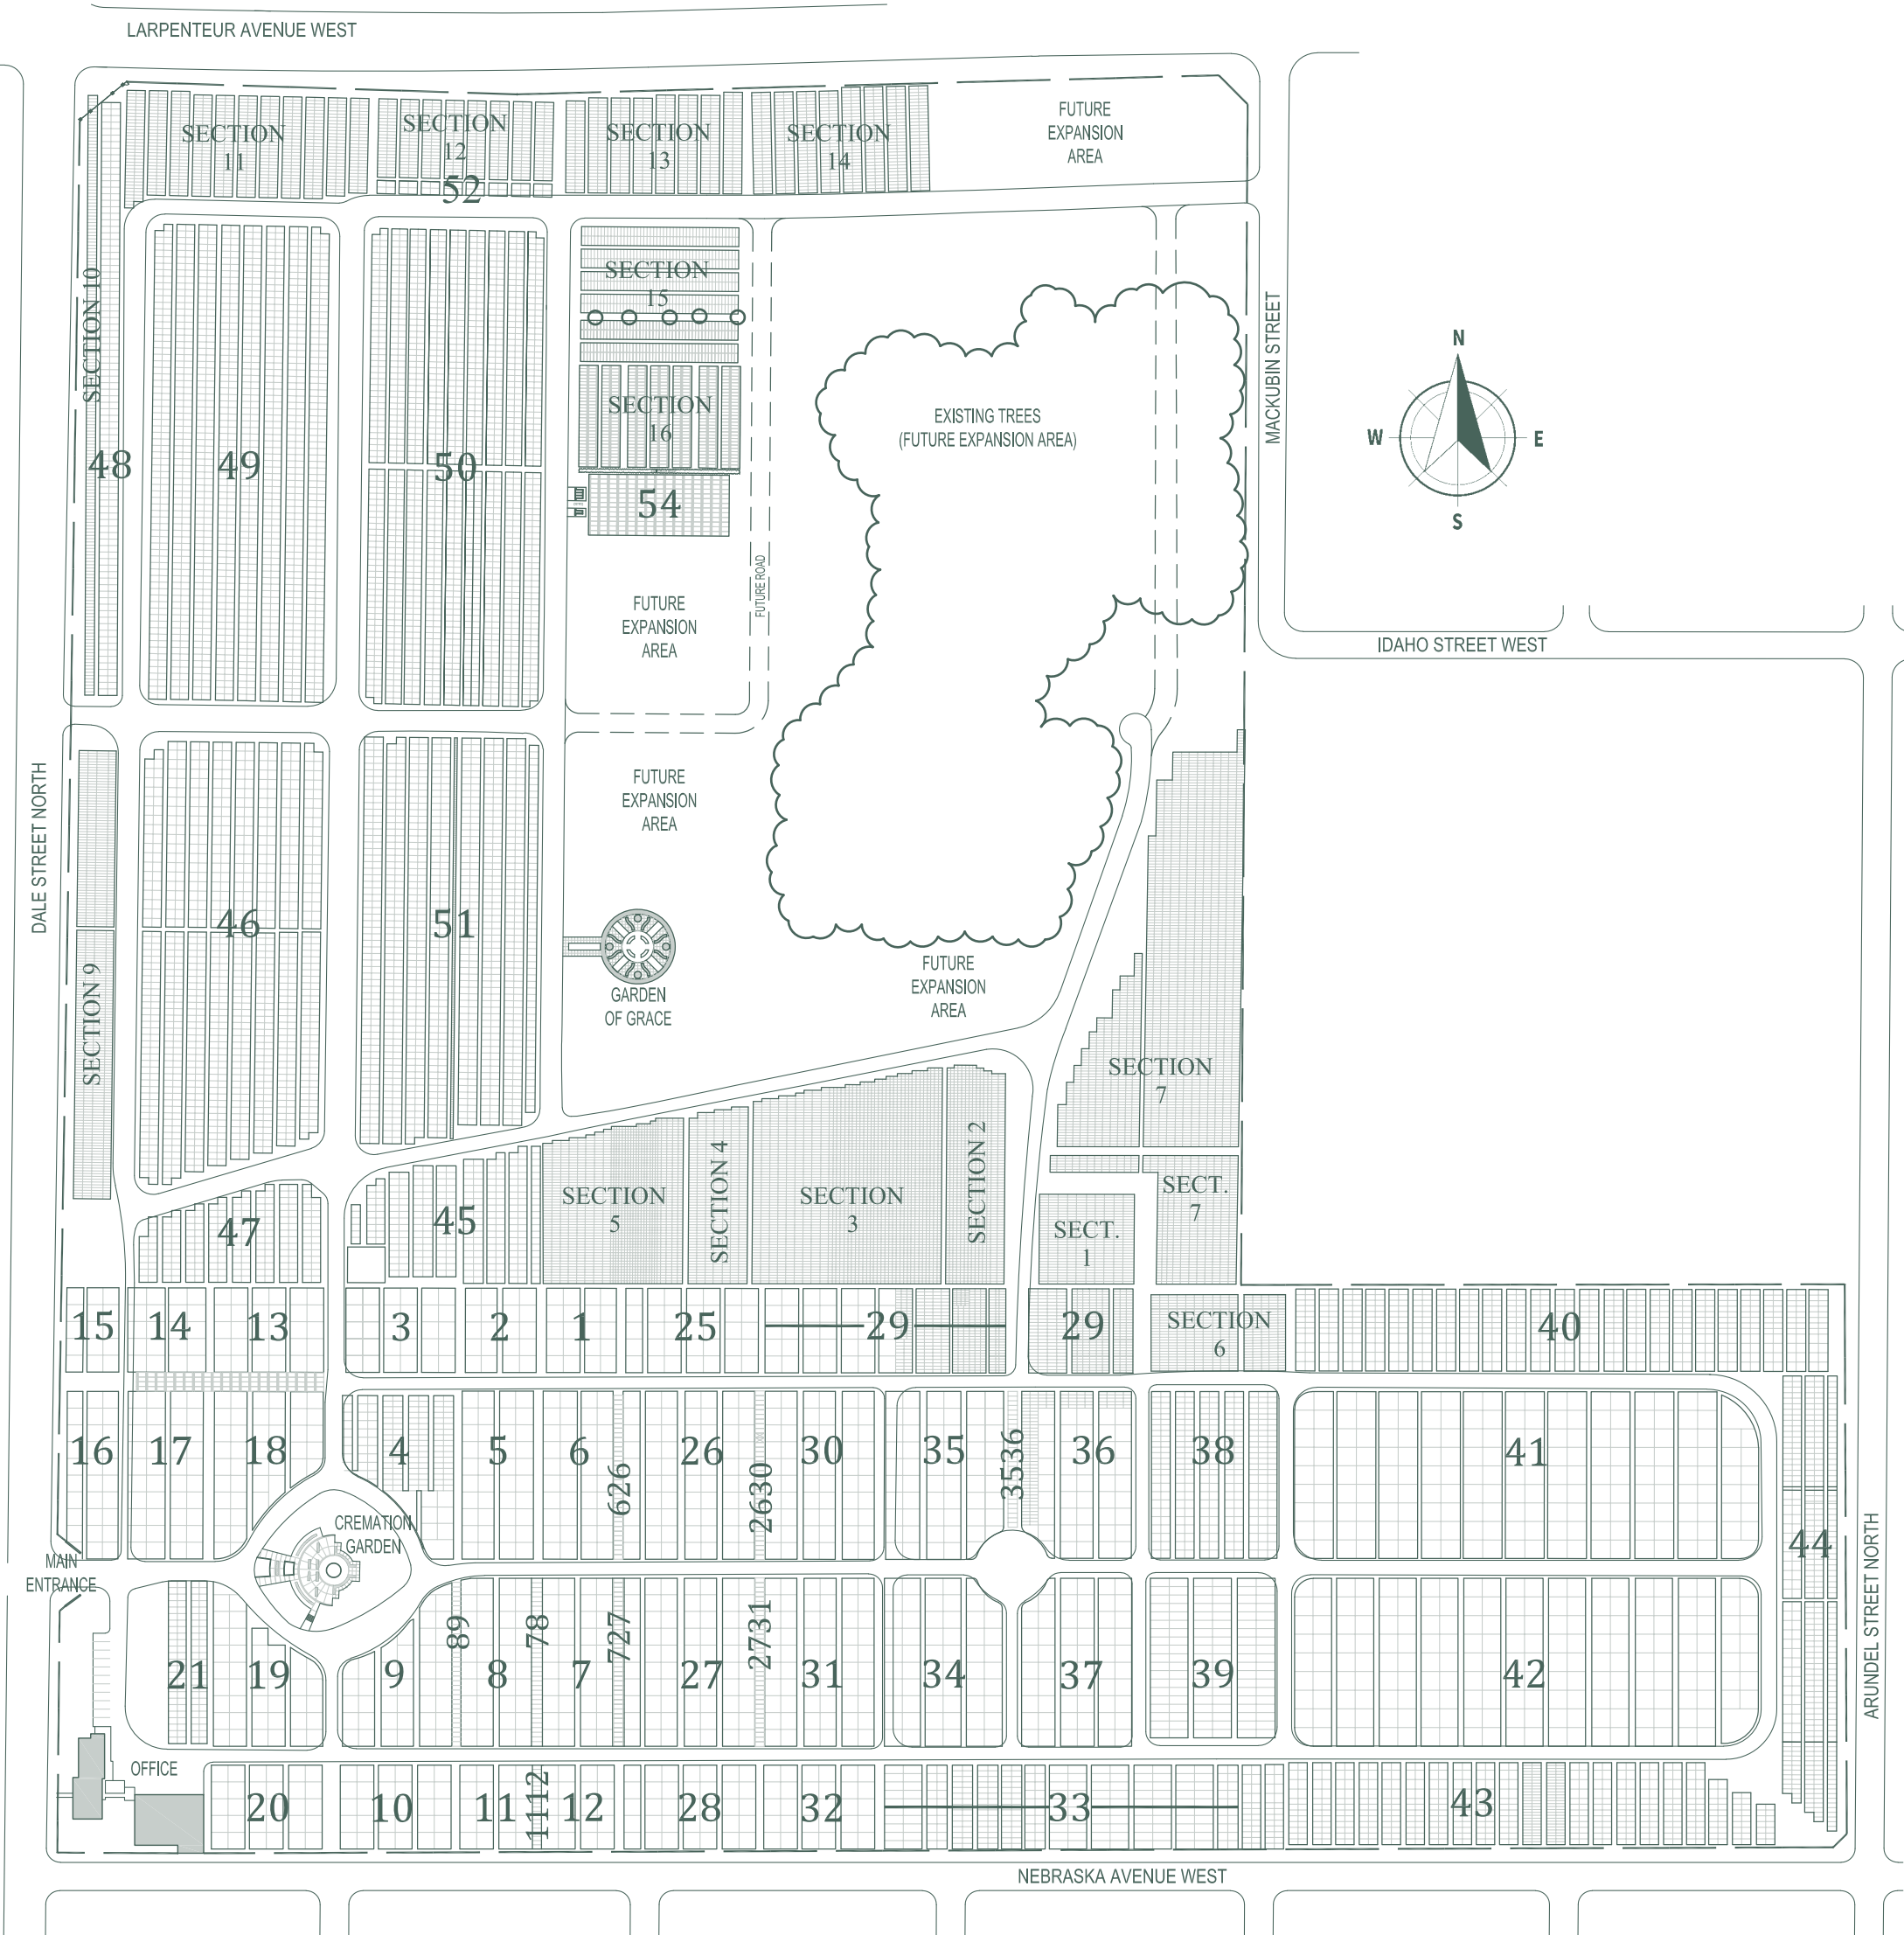 LARPENTEUR AVENUE WEST
SECTION
11
SECTION
12
52
SECTION
13
SECTION
14
FUTURE
EXPANSION
AREA
SECTION 10
48
49
50
SECTION
15
SECTION
16
54
EXISTING TREES
(FUTURE EXPANSION AREA)
MACKUBIN STREET
N
W
E
S
FUTURE
EXPANSION
AREA
FUTURE ROAD
IDAHO STREET WEST
DALE STREET NORTH
FUTURE
EXPANSION
AREA
SECTION 9
46
51
GARDEN
OF GRACE
FUTURE
EXPANSION
AREA
SECTION
7
47
45
SECTION
5
SECTION 4
SECTION
3
SECTION 2
SECT.
1
SECT.
7
15
14
13
3
2
1
25
29
29
SECTION
6
40
16
17
18
4
5
6
626
26
2630
30
35
3536
36
38
41
44
CREMATION
GARDEN
MAIN
ENTRANCE
ARUNDEL STREET NORTH
21
19
9
89
8
78
7
727
27
2731
31
34
37
39
42
OFFICE
20
10
11
1112
12
28
32
33
43
NEBRASKA AVENUE WEST